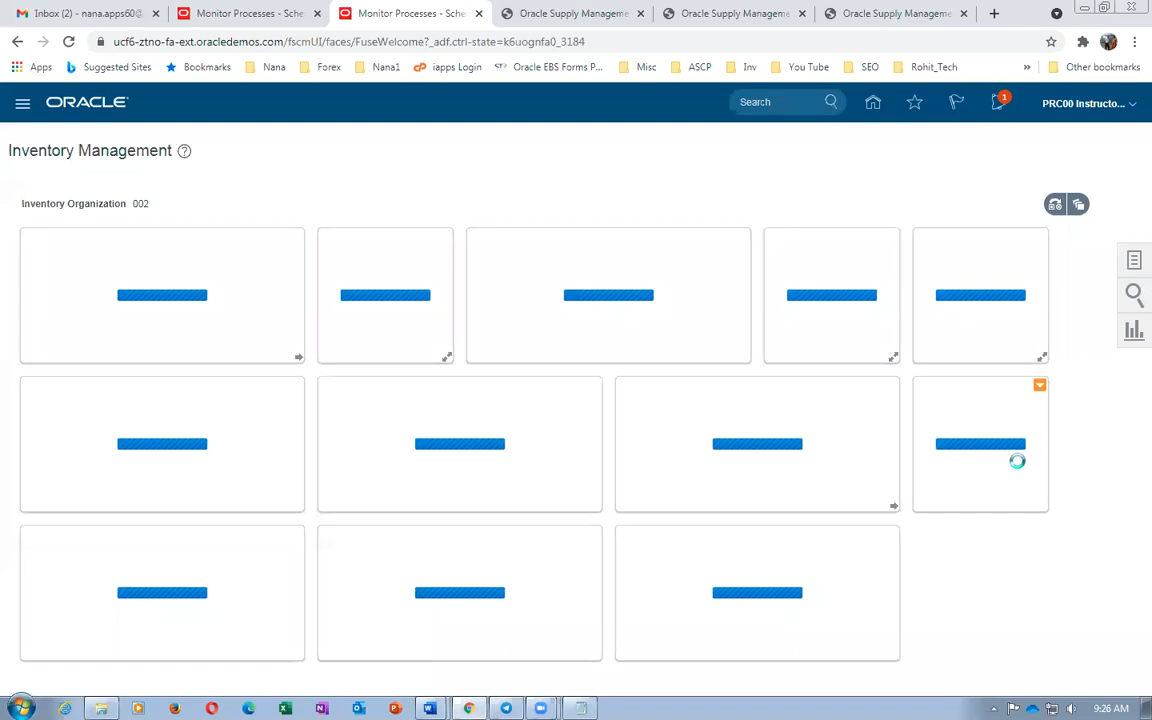 Inbox (2) - nana.apps60@
Monitor Processes - Sche
Monitor Processes - Sche
Oracle Supply Manageme
Oracle Supply Manageme
Oracle Supply Manageme
ucf6-ztno-fa-ext.oracledemos.com/fscmUI/faces/FuseWelcome?_adf.ctrl-state=k6uognfa0_3184
Apps Suggested Sites Bookmarks Nana Forex Nana1 iapps Login Oracle EBS Forms P... Misc ASCP Inv You Tube SEO Rohit_Tech » Other bookmarks
ORACLE Search 1 PRC00 Instructo...
Inventory Management
Inventory Organization 002
9:26 AM